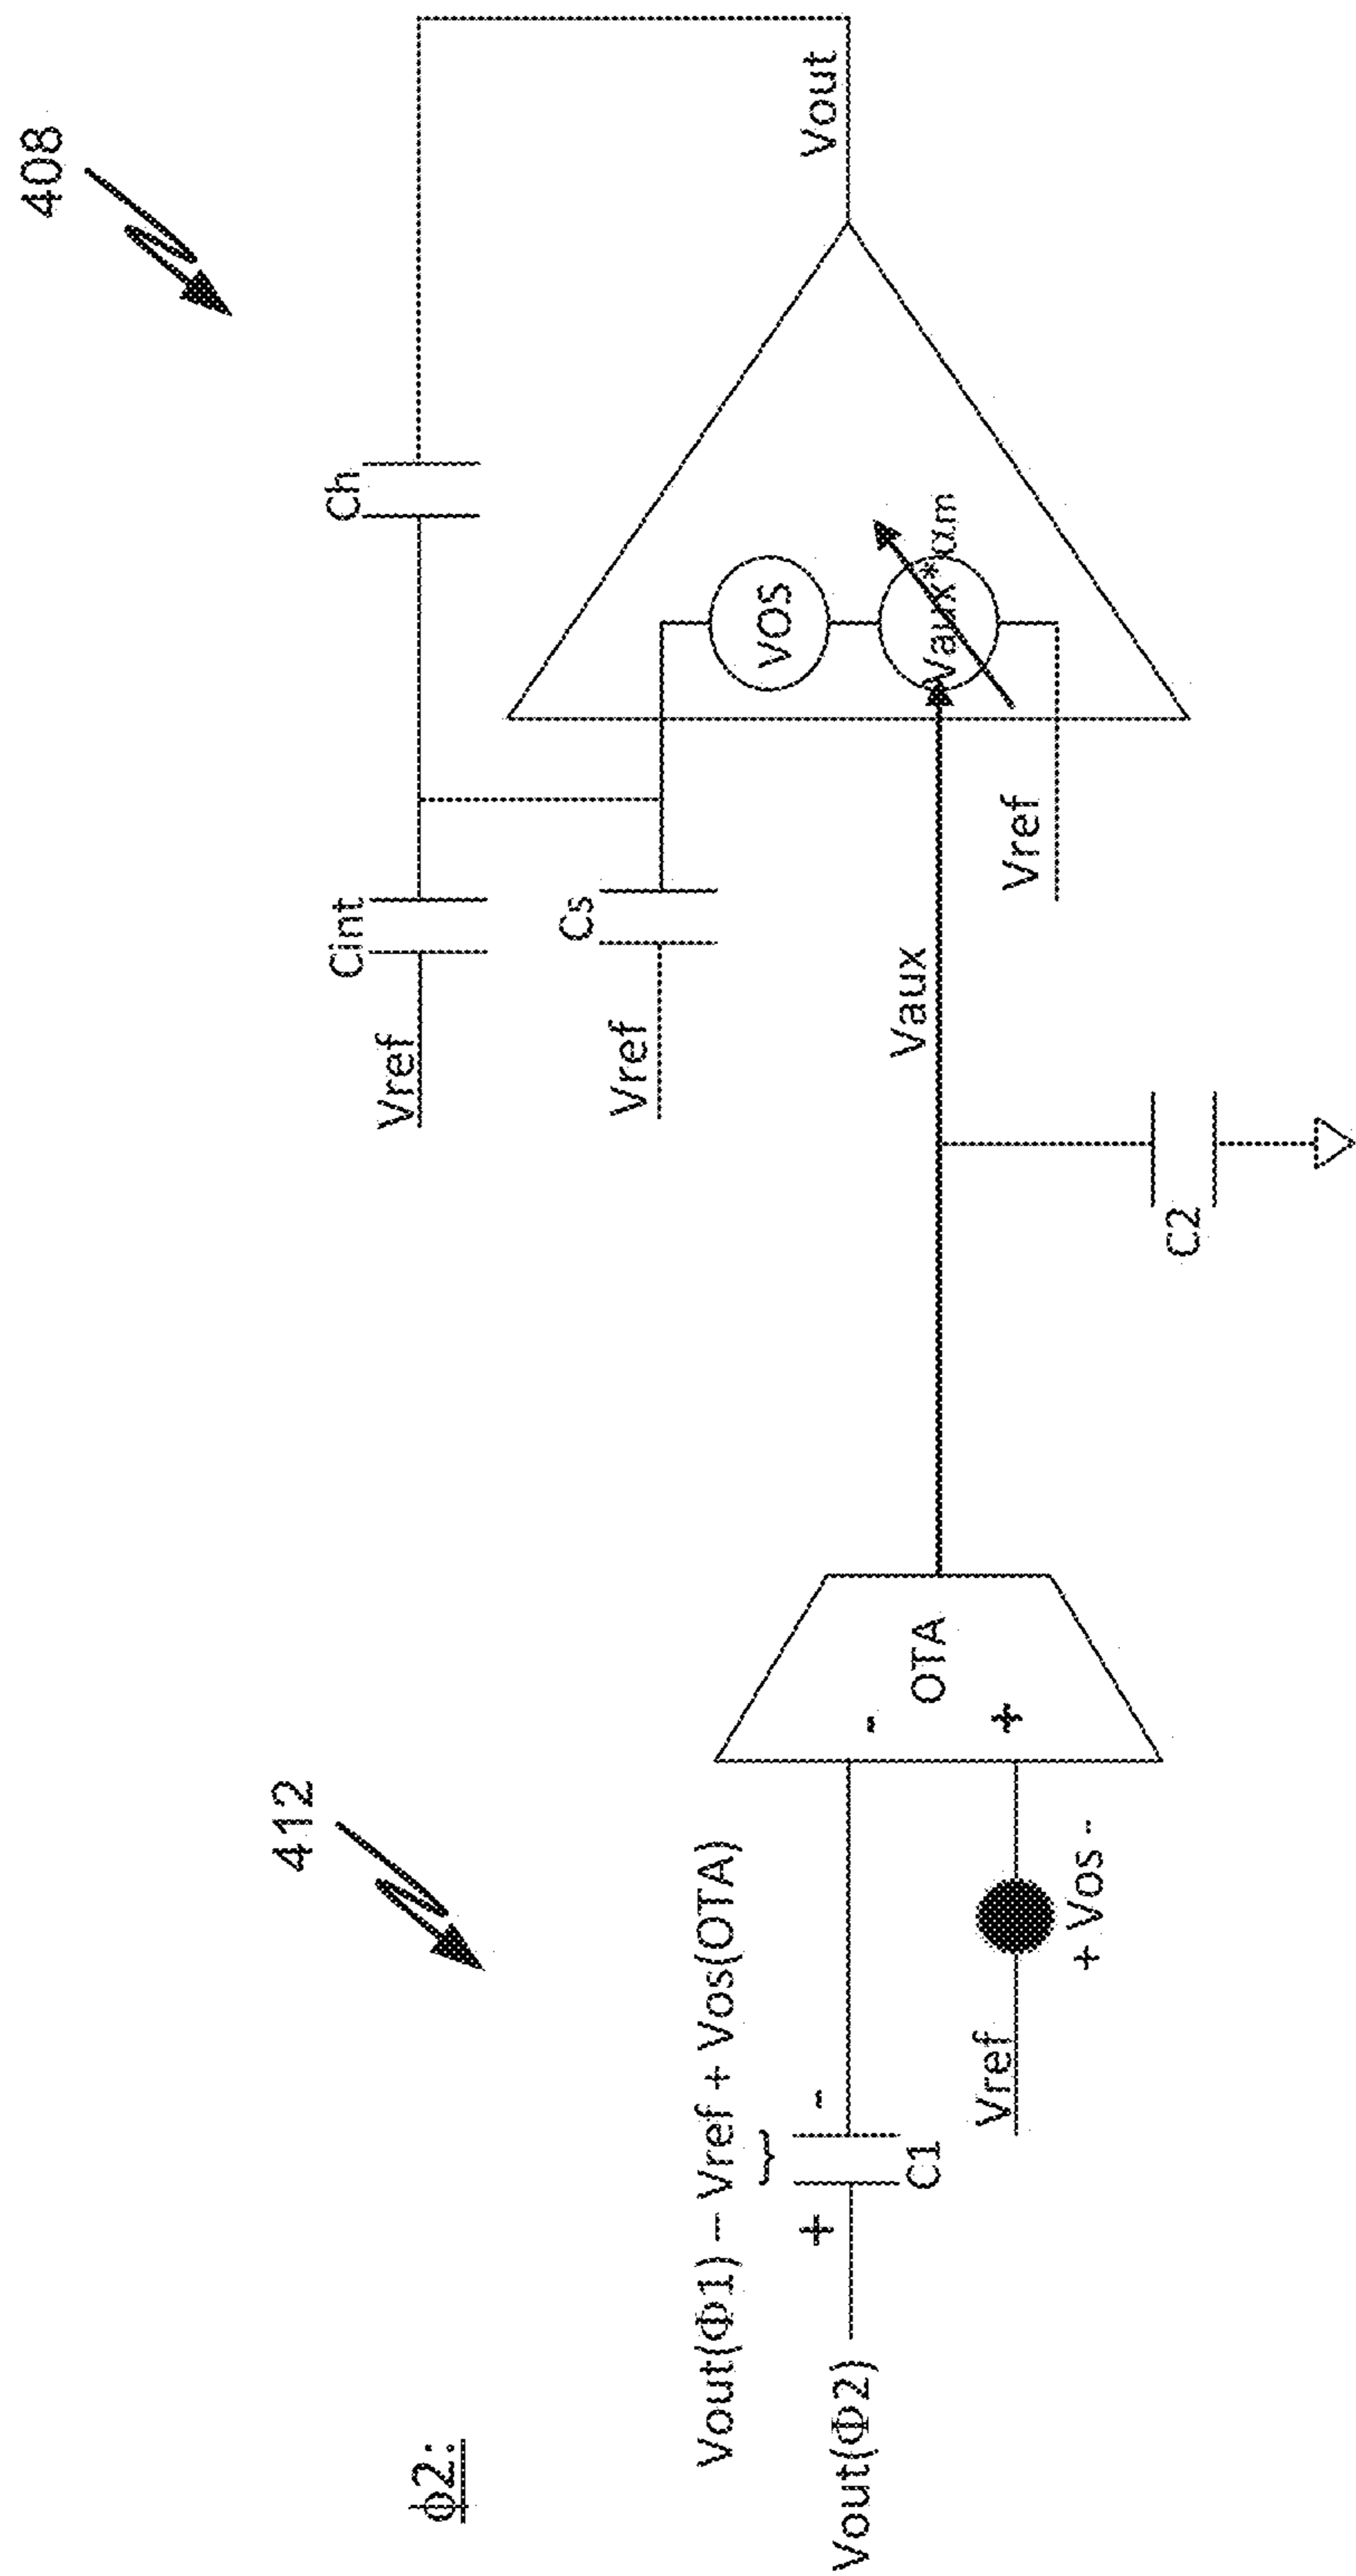 ϕ2:
412
408
Vout(Φ1) – Vref + Vos(OTA)
+
-
C1
Vout(Φ2)
Vref
+ Vos -
-
+
OTA
Vaux
C2
Vref
Cint
Vref
Cs
Ch
Vref
VOS
Vaux*αm
Vout